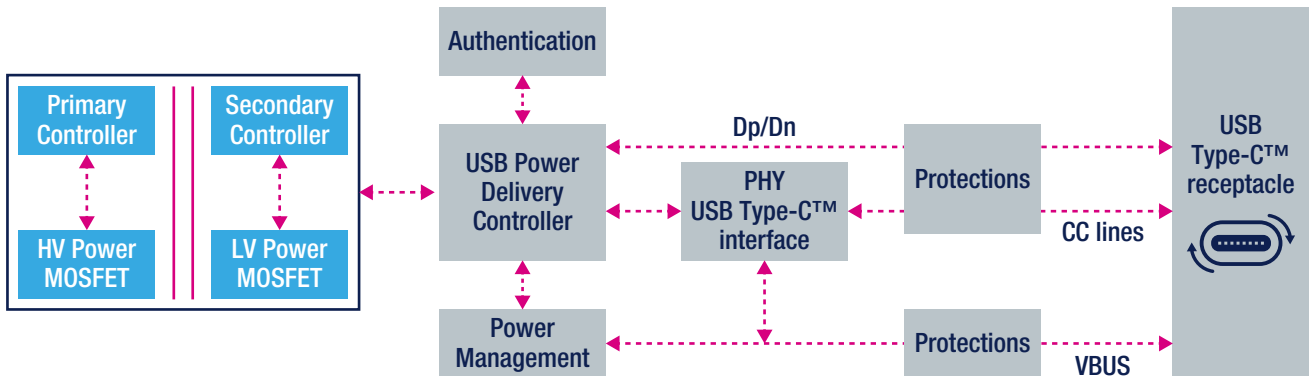 Authentication
Primary
Controller
Secondary
Controller
HV Power
MOSFET
LV Power
MOSFET
USB Power
Delivery
Controller
Dp/Dn
PHY
USB Type-C™
interface
Protections
CC lines
USB
Type-C™
receptacle
Power
Management
Protections
VBUS